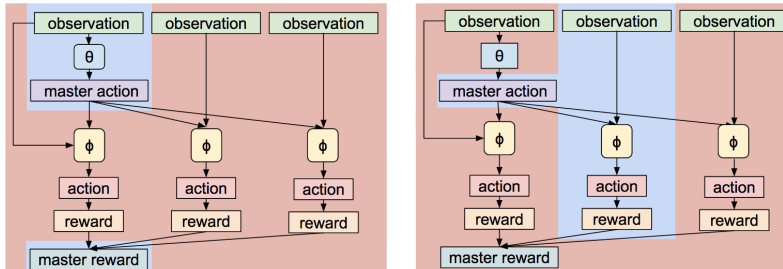 observation observation observation
θ
master action
ϕ ϕ ϕ
action action action
reward reward reward
master reward
observation observation observation
θ
master action
ϕ ϕ ϕ
action action action
reward reward reward
master reward